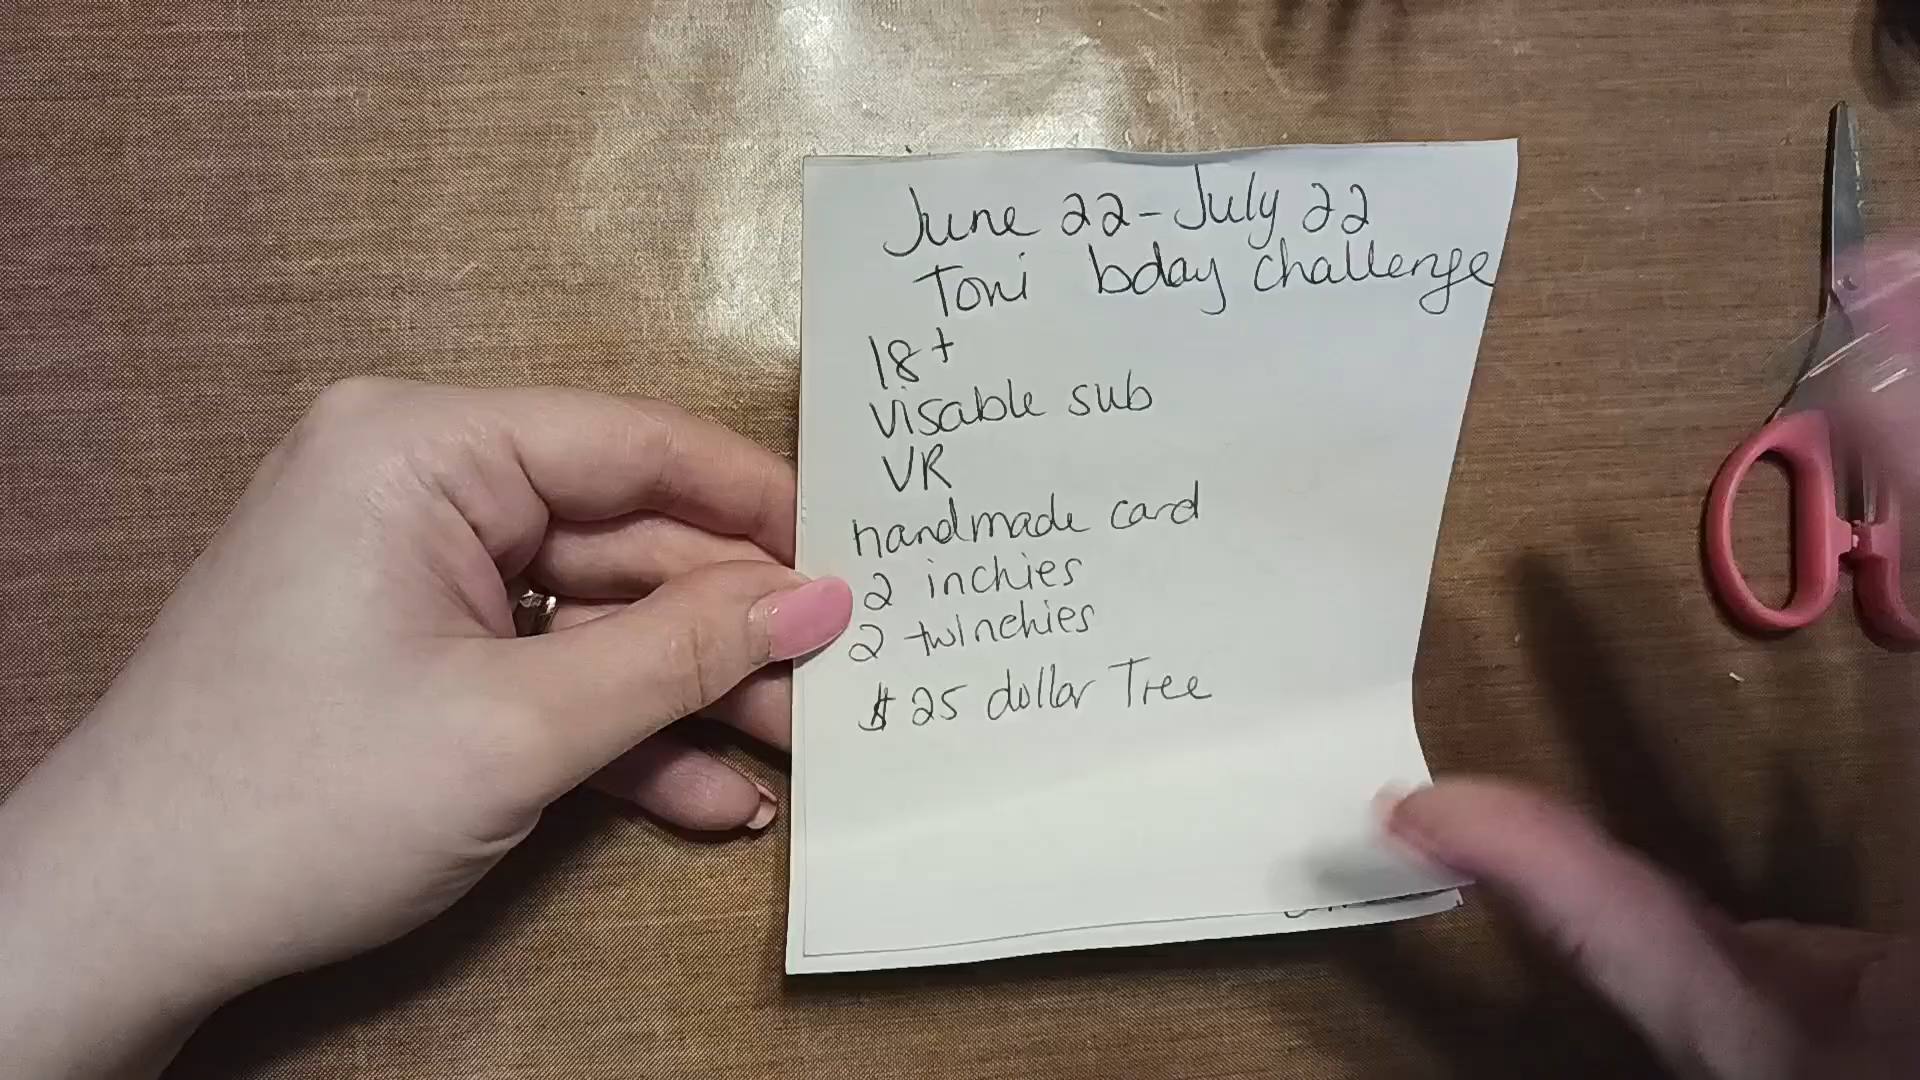 June 22-July 22
Toni bday challenge
18+
visable sub
VR
handmade card
2 inchies
2 twinchies
$25 dollar Tree